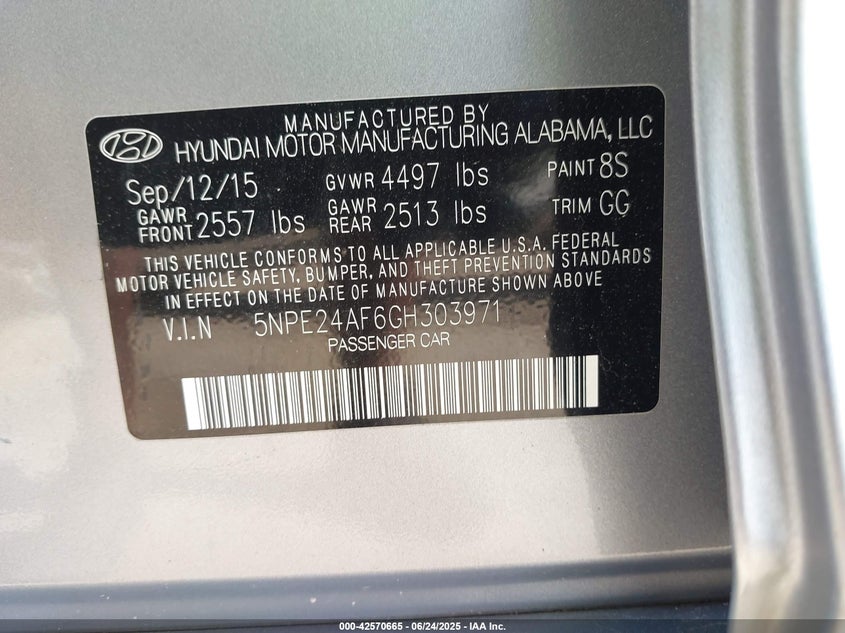 MANUFACTURED BY
HYUNDAI MOTOR MANUFACTURING ALABAMA, LLC
Sep/12/15 GVWR 4497 lbs PAINT 8S
GAWR FRONT 2557 lbs GAWR REAR 2513 lbs TRIM GG
THIS VEHICLE CONFORMS TO ALL APPLICABLE U.S.A. FEDERAL
MOTOR VEHICLE SAFETY, BUMPER, AND THEFT PREVENTION STANDARDS
IN EFFECT ON THE DATE OF MANUFACTURE SHOWN ABOVE
V.I.N 5NPE24AF6GH303971
PASSENGER CAR
000-42570665 - 06/24/2025 - IAA Inc.